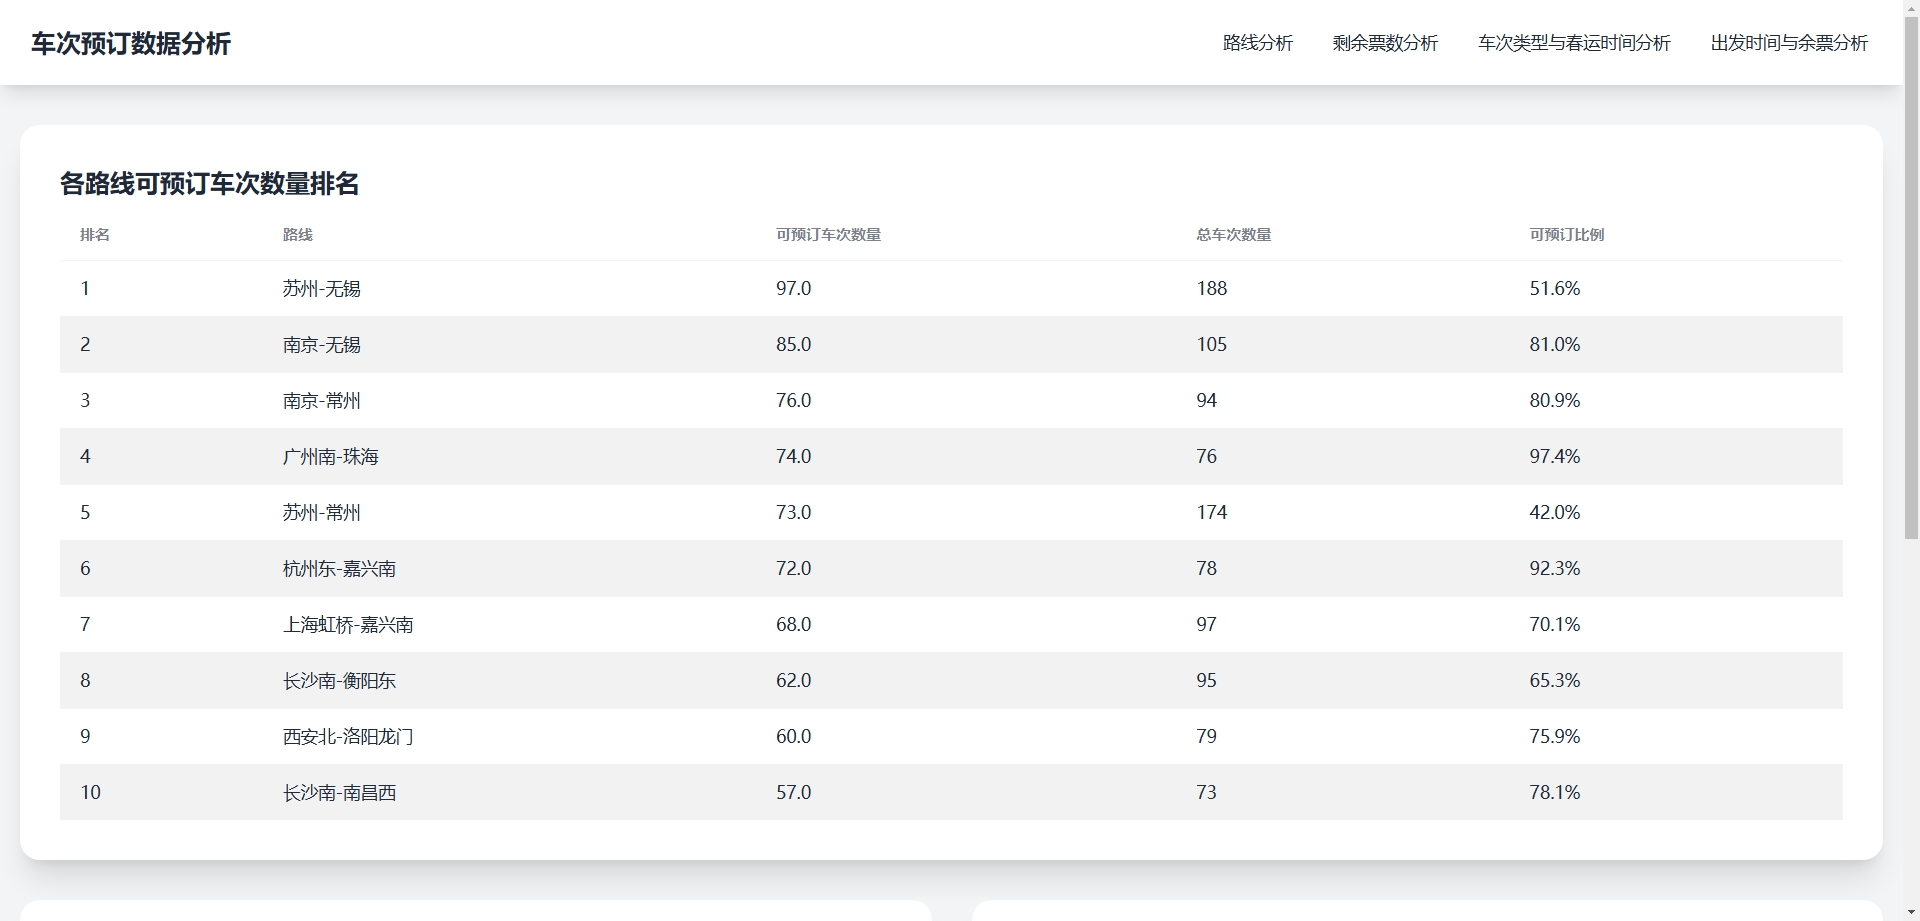 车次预订数据分析 路线分析 剩余票数分析 车次类型与春运时间分析 出发时间与余票分析
各路线可预订车次数量排名
排名 路线 可预订车次数量 总车次数量 可预订比例
1 苏州-无锡 97.0 188 51.6%
2 南京-无锡 85.0 105 81.0%
3 南京-常州 76.0 94 80.9%
4 广州南-珠海 74.0 76 97.4%
5 苏州-常州 73.0 174 42.0%
6 杭州东-嘉兴南 72.0 78 92.3%
7 上海虹桥-嘉兴南 68.0 97 70.1%
8 长沙南-衡阳东 62.0 95 65.3%
9 西安北-洛阳龙门 60.0 79 75.9%
10 长沙南-南昌西 57.0 73 78.1%